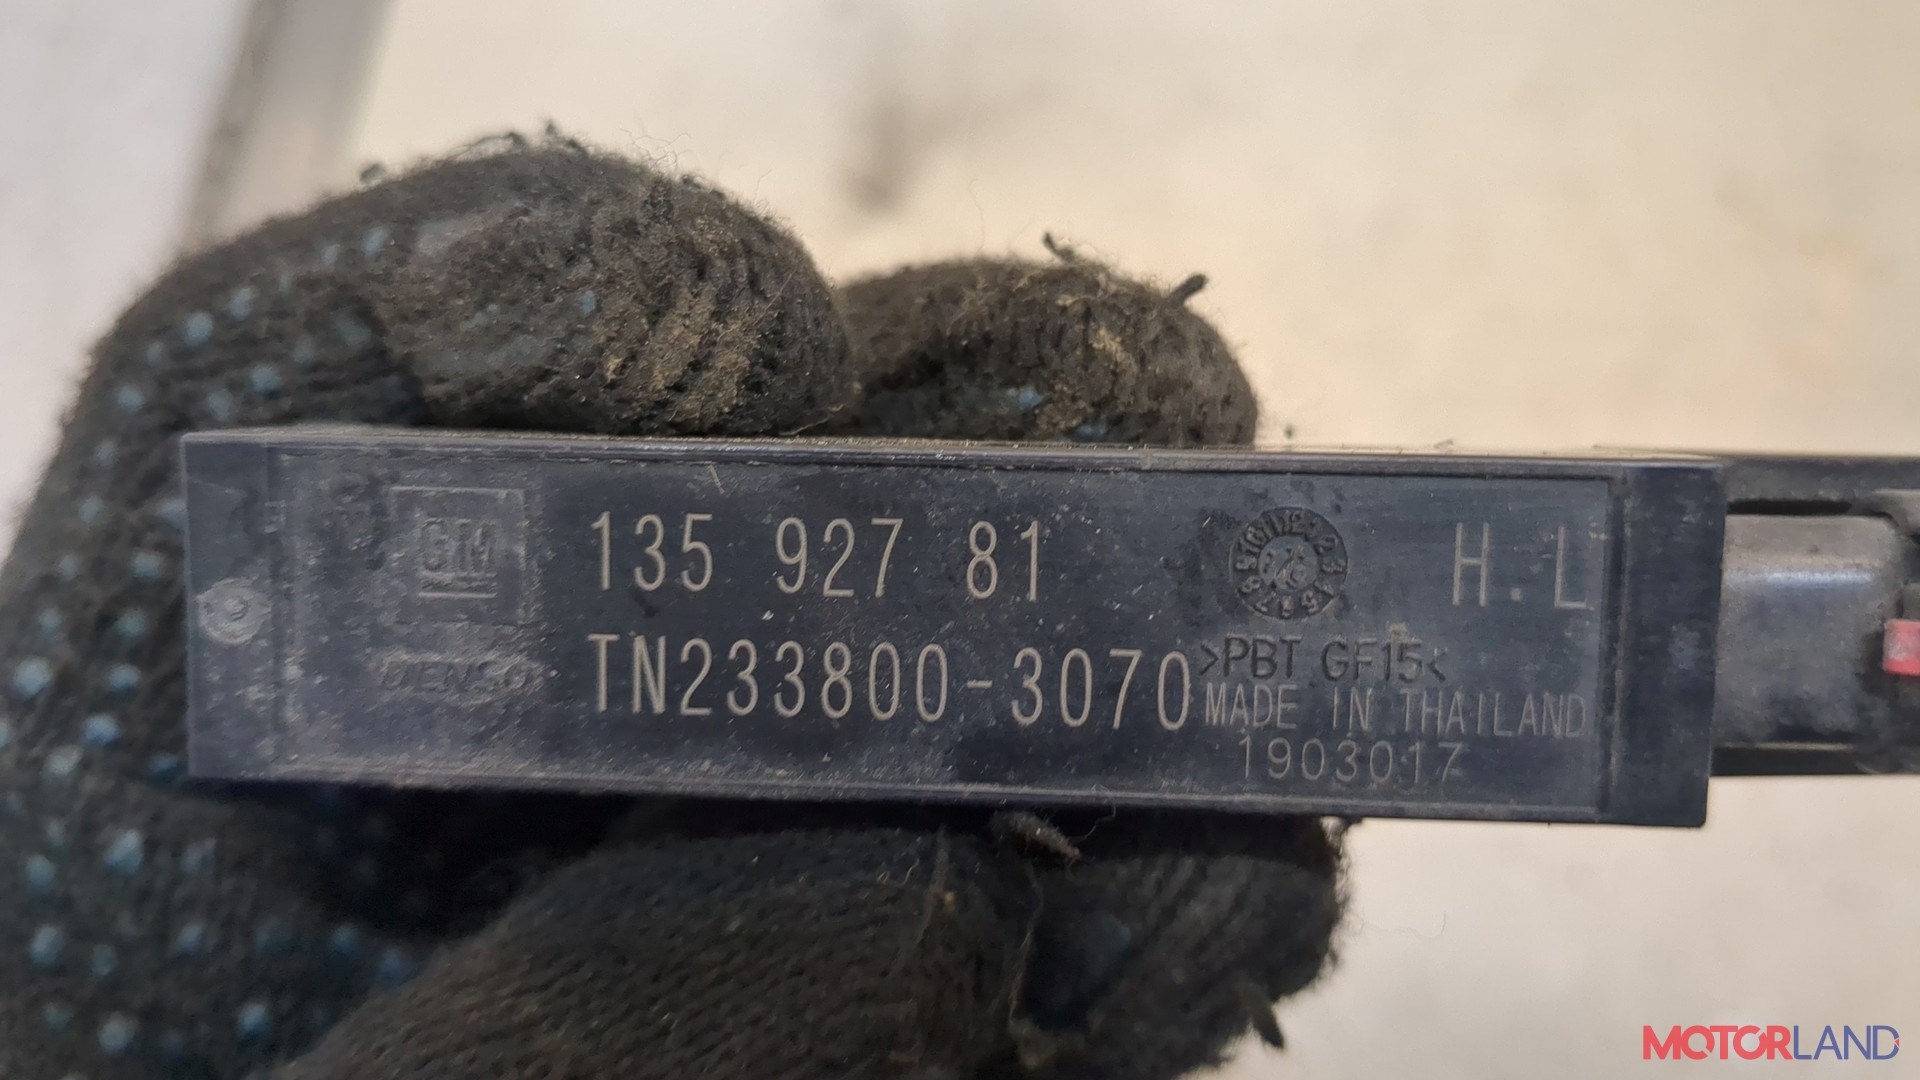 GM
135 927 81
H.L
DENSO
TN233800-3070
>PBT GF15<
MADE IN THAILAND
1903017
MOTORLAND